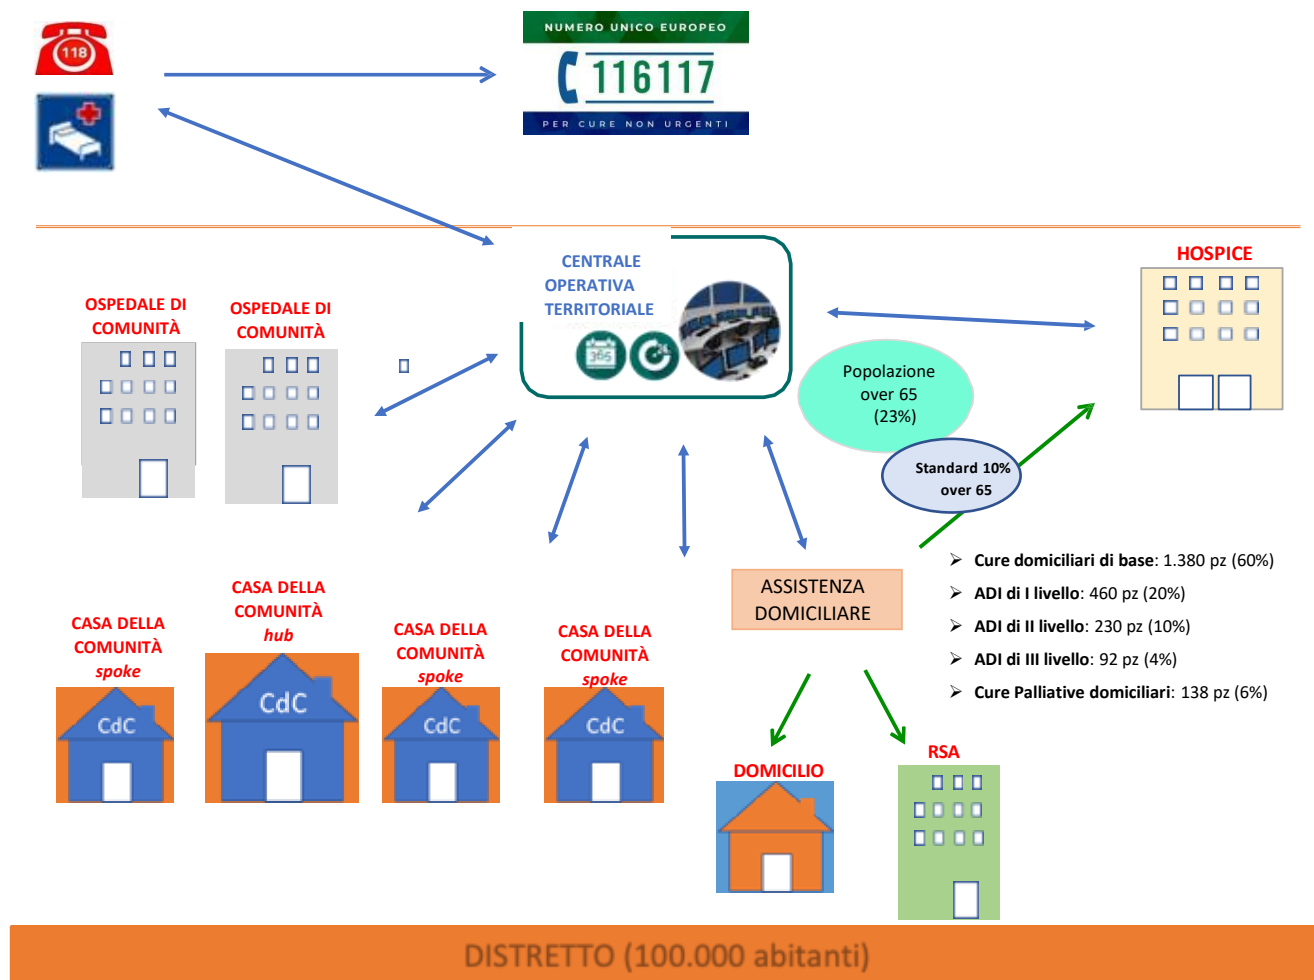 118
NUMERO UNICO EUROPEO
116117
PER CURE NON URGENTI
CENTRALE
OPERATIVA
TERRITORIALE
365
HOSPICE
OSPEDALE DI
COMUNITÀ
OSPEDALE DI
COMUNITÀ
Popolazione
over 65
(23%)
Standard 10%
over 65
ASSISTENZA
DOMICILIARE
➢ Cure domiciliari di base: 1.380 pz (60%)
➢ ADI di I livello: 460 pz (20%)
➢ ADI di II livello: 230 pz (10%)
➢ ADI di III livello: 92 pz (4%)
➢ Cure Palliative domiciliari: 138 pz (6%)
CASA DELLA
COMUNITÀ
spoke
CdC
CASA DELLA
COMUNITÀ
hub
CdC
CASA DELLA
COMUNITÀ
spoke
CdC
CASA DELLA
COMUNITÀ
spoke
CdC
DOMICILIO
RSA
DISTRETTO (100.000 abitanti)